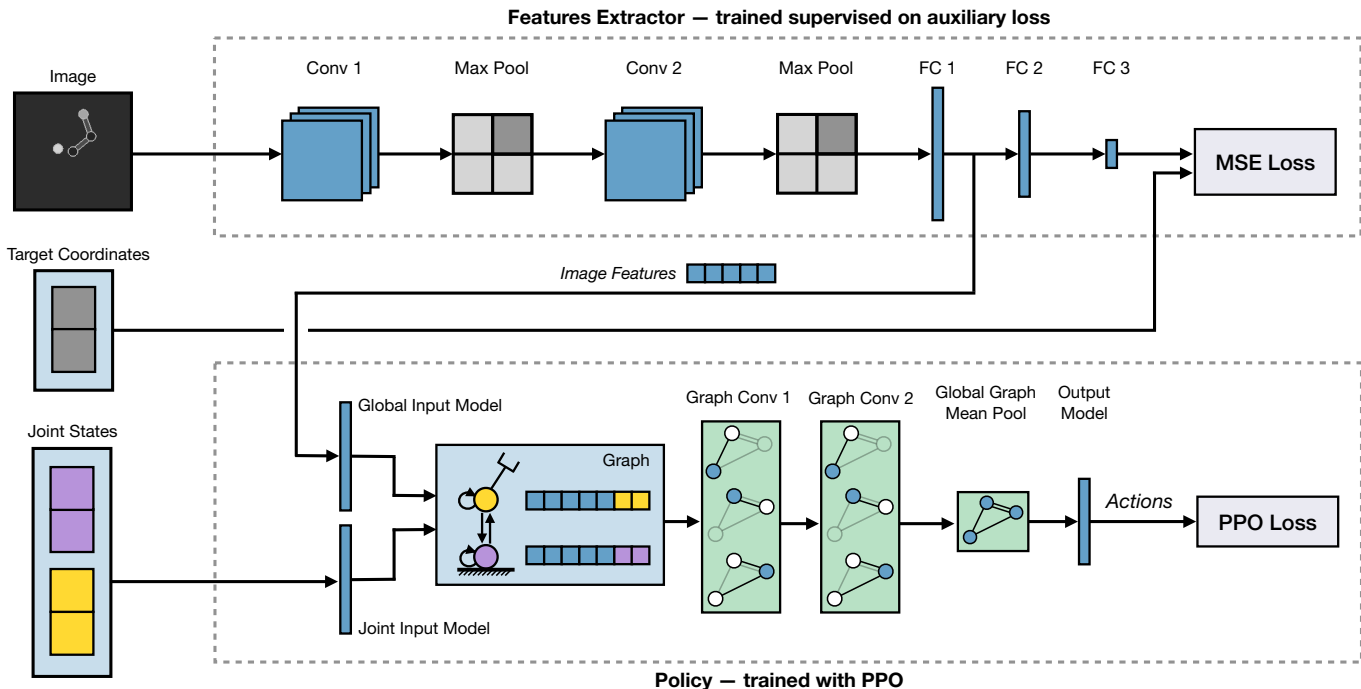 Features Extractor — trained supervised on auxiliary loss
Image
Conv 1
Max Pool
Conv 2
Max Pool
FC 1
FC 2
FC 3
MSE Loss
Target Coordinates
Image Features
Joint States
Global Input Model
Joint Input Model
Graph
Graph Conv 1
Graph Conv 2
Global Graph
Mean Pool
Output
Model
Actions
PPO Loss
Policy — trained with PPO